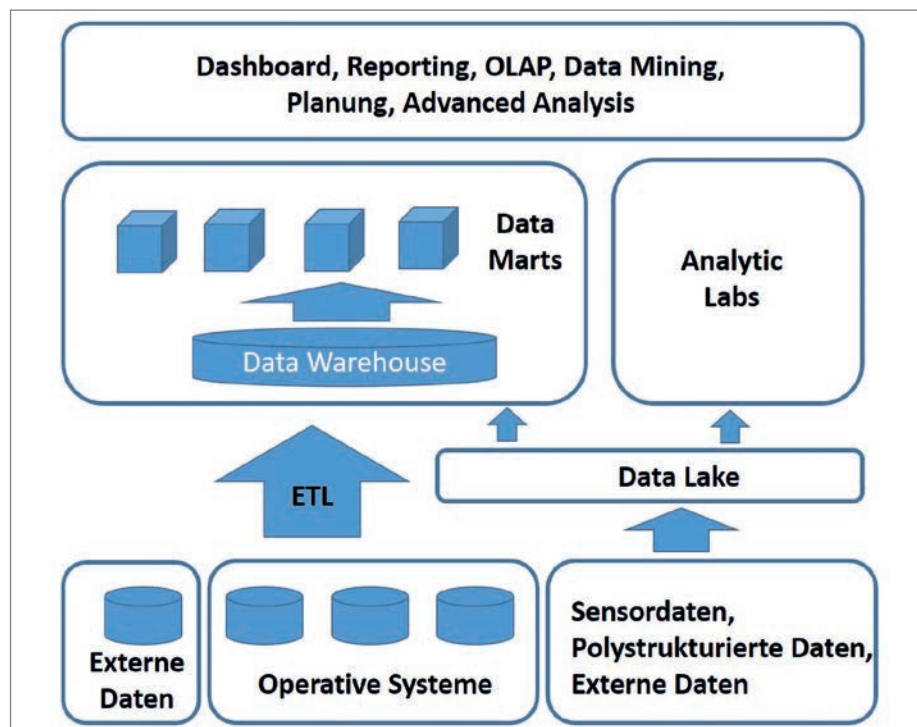 Dashboard, Reporting, OLAP, Data Mining,
Planung, Advanced Analysis
Data
Marts
Data Warehouse
Analytic
Labs
ETL
Data Lake
Externe
Daten
Operative Systeme
Sensordaten,
Polystrukturierte Daten,
Externe Daten